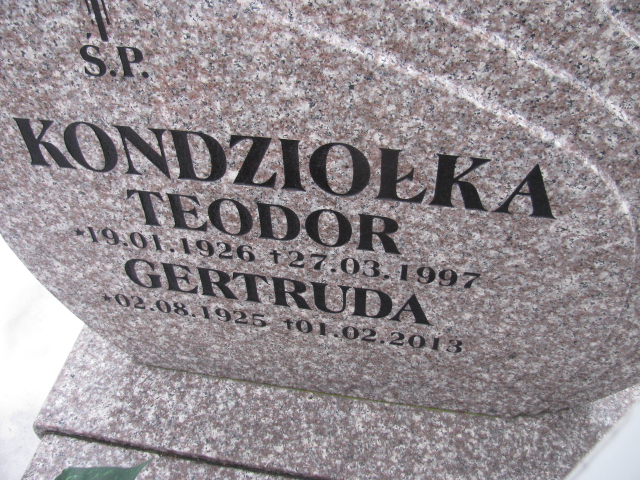 Ś.P.
KONDZIOŁKA
TEODOR
*19.01.1926 †27.03.1997
GERTRUDA
*02.08.1925 †01.02.2013